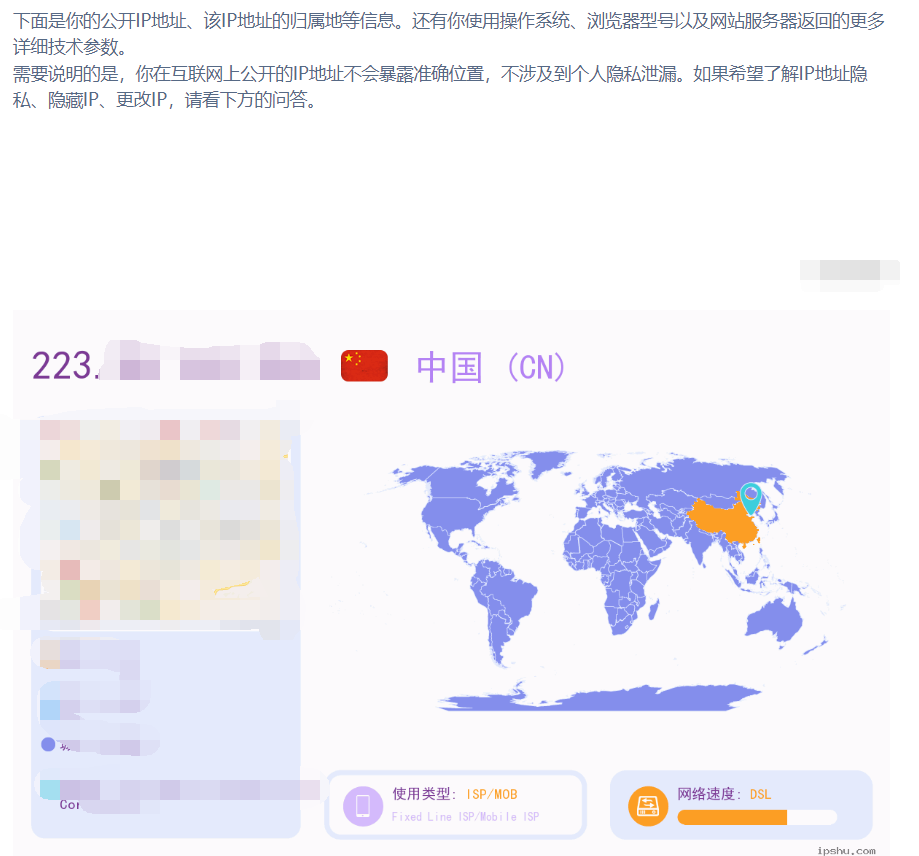 下面是你的公开IP地址、该IP地址的归属地等信息。还有你使用操作系统、浏览器型号以及网站服务器返回的更多
详细技术参数。
需要说明的是，你在互联网上公开的IP地址不会暴露准确位置，不涉及到个人隐私泄漏。如果希望了解IP地址隐
私、隐藏IP、更改IP，请看下方的问答。
223.
中国 (CN)
Cor
使用类型: ISP/MOB
Fixed Line ISP/Mobile ISP
网络速度: DSL
ipshu.com